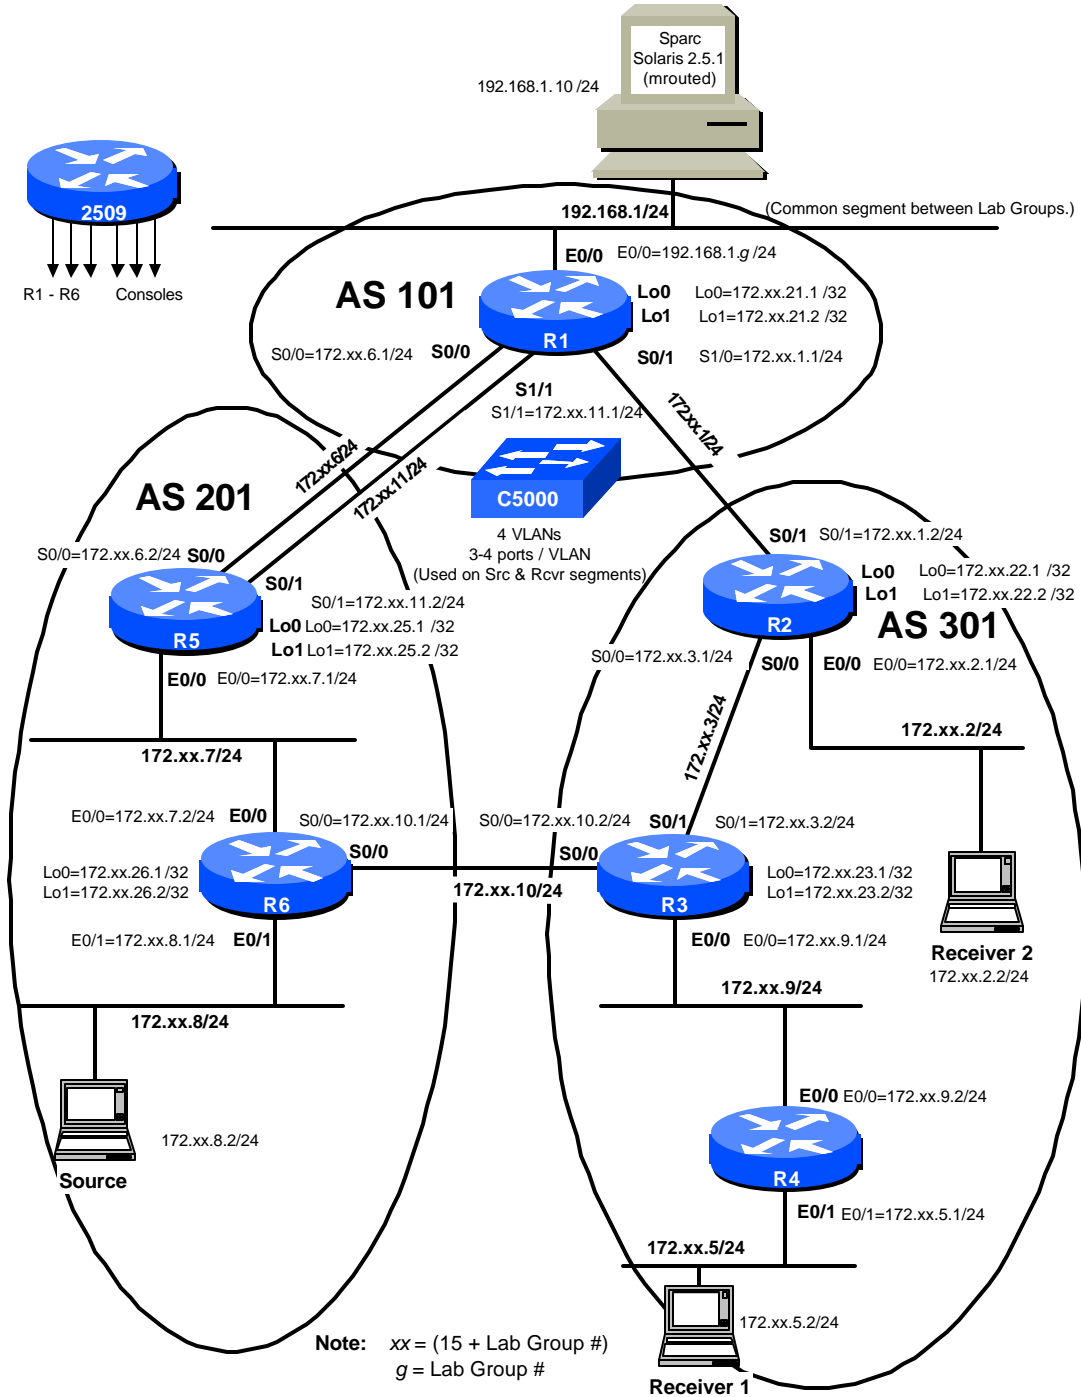 Sparc
Solaris 2.5.1
(mrouted)
192.168.1.10 /24
2509
R1 - R6 Consoles
192.168.1/24
(Common segment between Lab Groups.)
E0/0 E0/0=192.168.1.g /24
AS 101
Lo0 Lo0=172.xx.21.1 /32
Lo1 Lo1=172.xx.21.2 /32
R1
S0/0=172.xx.6.1/24 S0/0
S0/1 S1/0=172.xx.1.1/24
S1/1
S1/1=172.xx.11.1/24
172.xx.1/24
172.xx.6/24
172.xx.11./24
AS 201
C5000
4 VLANs
3-4 ports / VLAN
(Used on Src & Rcvr segments)
S0/0=172.xx.6.2/24 S0/0
S0/1
S0/1=172.xx.11.2/24
R5
Lo0 Lo0=172.xx.25.1 /32
Lo1 Lo1=172.xx.25.2 /32
E0/0 E0/0=172.xx.7.1/24
S0/1 S0/1=172.xx.1.2/24
Lo0 Lo0=172.xx.22.1 /32
Lo1 Lo1=172.xx.22.2 /32
R2
AS 301
S0/0=172.xx.3.1/24 S0/0
E0/0 E0/0=172.xx.2.1/24
172.xx.3/24
172.xx.2/24
172.xx.7/24
E0/0=172.xx.7.2/24 E0/0
S0/0=172.xx.10.1/24
S0/0
S0/0=172.xx.10.2/24
S0/0
S0/1 S0/1=172.xx.3.2/24
Lo0=172.xx.26.1 /32
Lo1=172.xx.26.2/32
R6
172.xx.10/24
R3
Lo0=172.xx.23.1 /32
Lo1=172.xx.23.2/32
E0/1=172.xx.8.1/24 E0/1
E0/0 E0/0=172.xx.9.1/24
Receiver 2
172.xx.2.2/24
172.xx.8/24
172.xx.9/24
E0/0 E0/0=172.xx.9.2/24
172.xx.8.2/24
Source
R4
E0/1 E0/1=172.xx.5.1/24
172.xx.5/24
172.xx.5.2/24
Receiver 1
Note: xx = (15 + Lab Group #)
g = Lab Group #